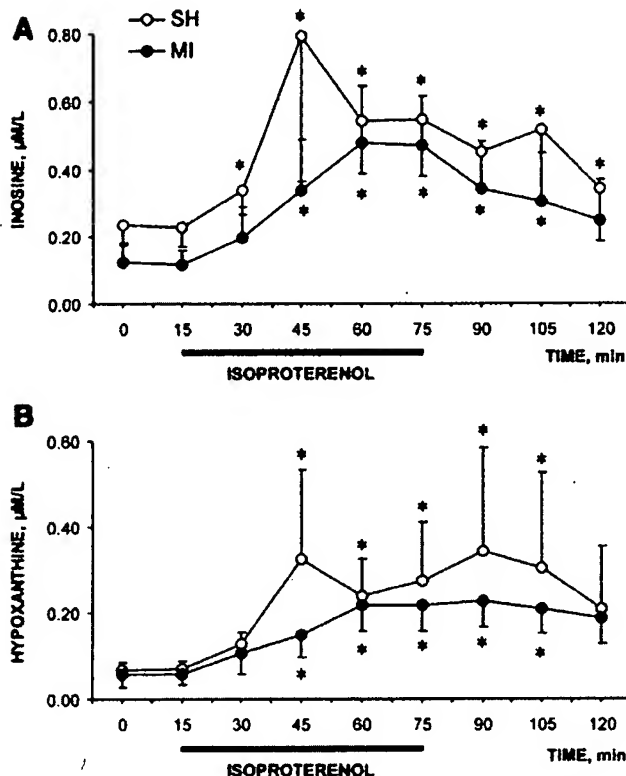 A
SH
MI
INOSINE, µM/L
0.80
0.60
0.40
0.20
0.00
* * * * * * *
* * * * *
0 15 30 45 60 75 90 105 120
ISOPROTERENOL
TIME, min
B
HYPOXANTHINE, µM/L
0.60
0.40
0.20
0.00
* * * * *
* * * * * *
0 15 30 45 60 75 90 105 120
ISOPROTERENOL
TIME, min